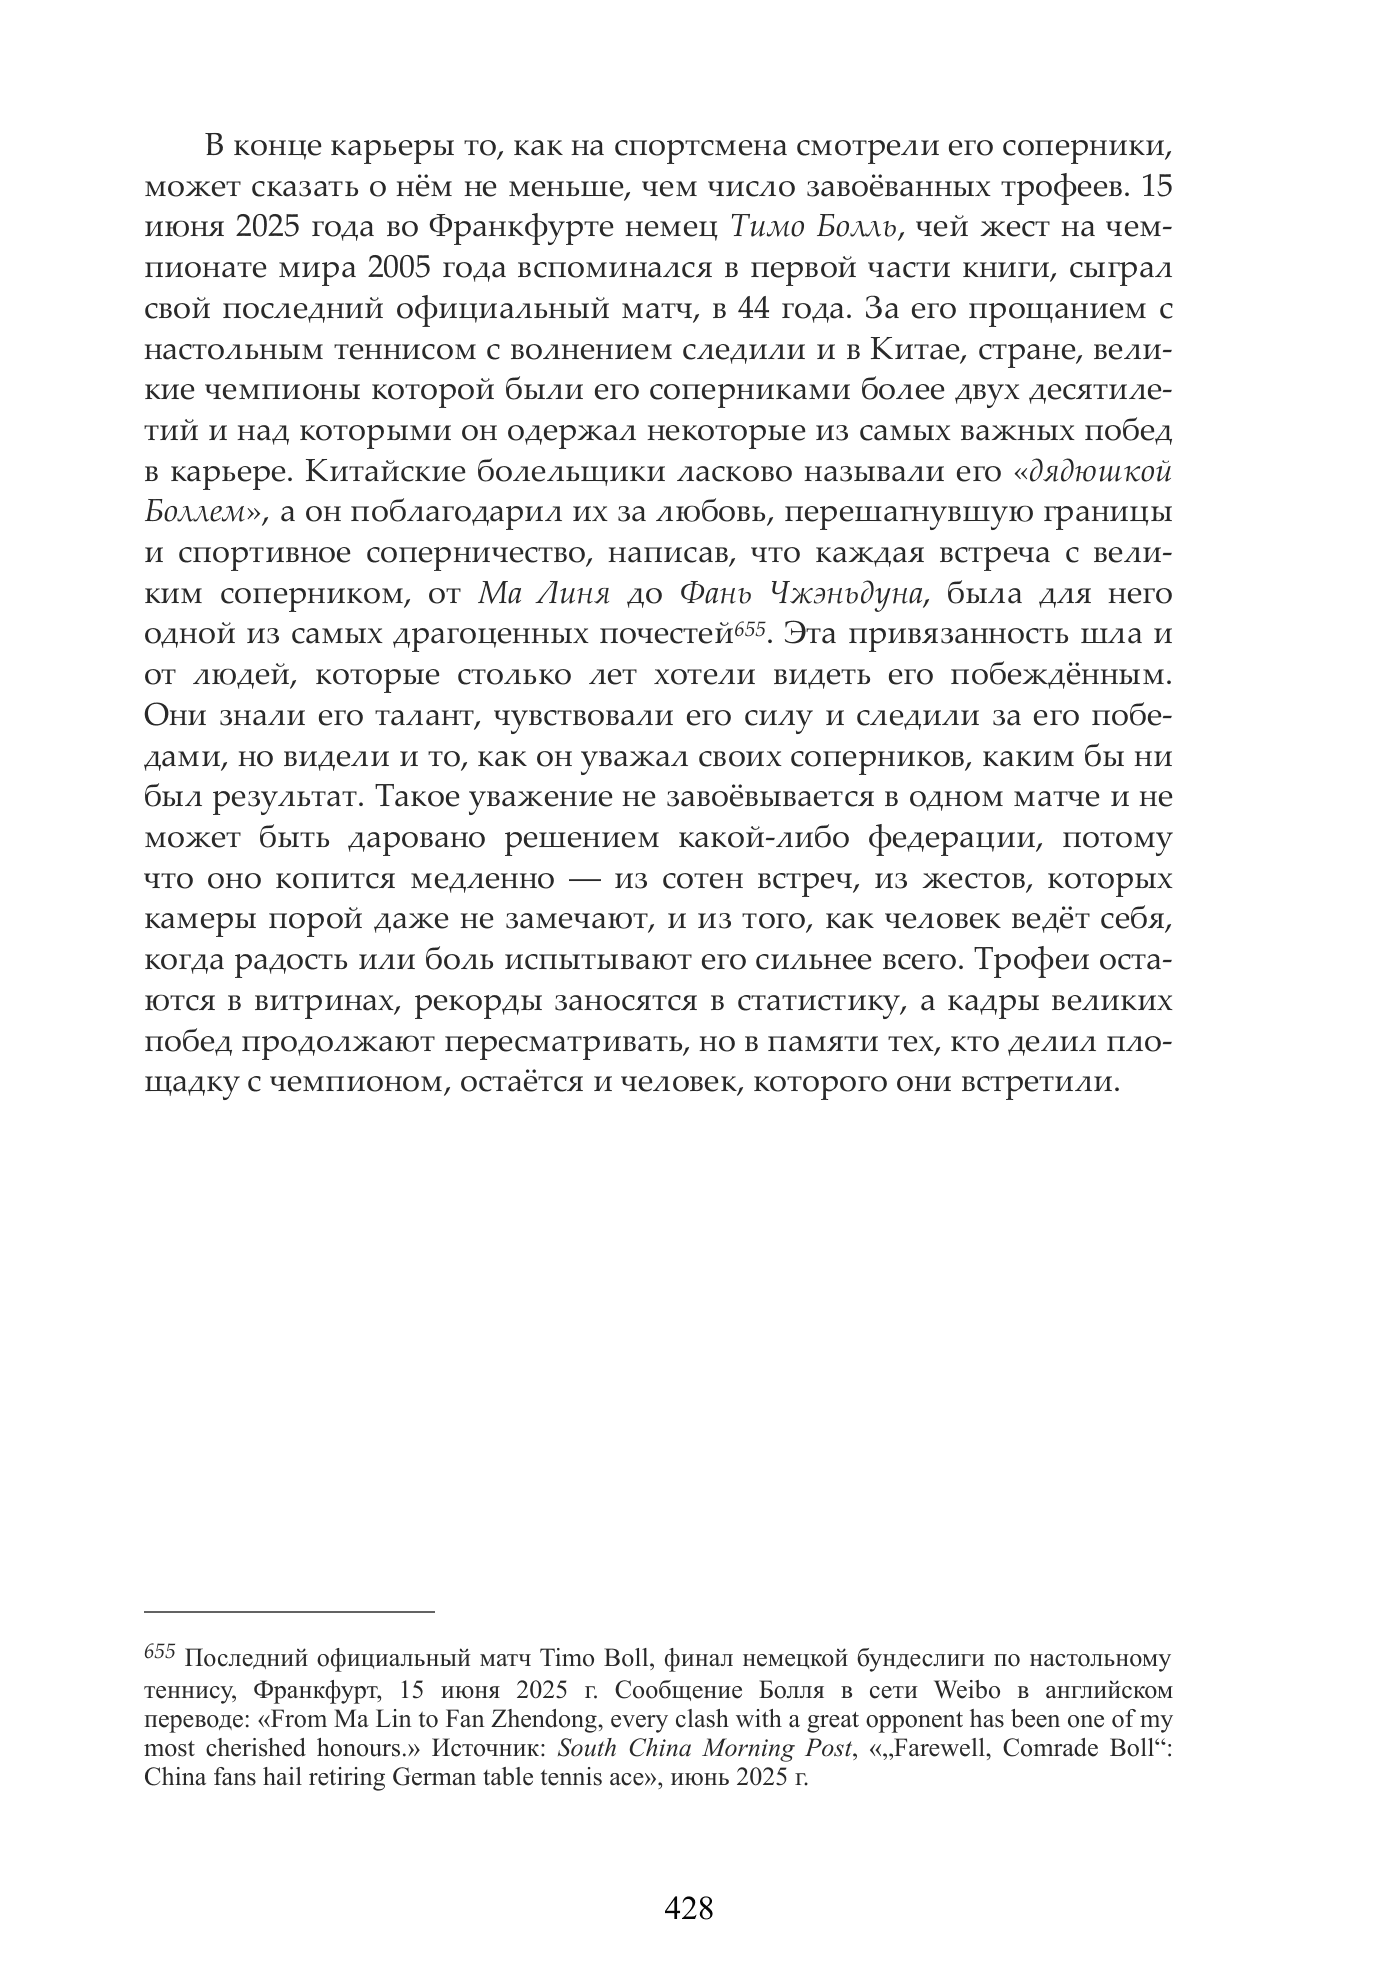 В конце карьеры то, как на спортсмена смотрели его соперники,
может сказать о нём не меньше, чем число завоёванных трофеев. 15
июня 2025 года во Франкфурте немец Тимо Болль, чей жест на чем-
пионате мира 2005 года вспоминался в первой части книги, сыграл
свой последний официальный матч, в 44 года. За его прощанием с
настольным теннисом с волнением следили и в Китае, стране, вели-
кие чемпионы которой были его соперниками более двух десятиле-
тий и над которыми он одержал некоторые из самых важных побед
в карьере. Китайские болельщики ласково называли его «дядюшкой
Боллем», а он поблагодарил их за любовь, перешагнувшую границы
и спортивное соперничество, написав, что каждая встреча с вели-
ким соперником, от Ма Линя до Фань Чжэньдуна, была для него
одной из самых драгоценных почестей655. Эта привязанность шла и
от людей, которые столько лет хотели видеть его побеждённым.
Они знали его талант, чувствовали его силу и следили за его побе-
дами, но видели и то, как он уважал своих соперников, каким бы ни
был результат. Такое уважение не завоёвывается в одном матче и не
может быть даровано решением какой-либо федерации, потому
что оно копится медленно — из сотен встреч, из жестов, которых
камеры порой даже не замечают, и из того, как человек ведёт себя,
когда радость или боль испытывают его сильнее всего. Трофеи оста-
ются в витринах, рекорды заносятся в статистику, а кадры великих
побед продолжают пересматривать, но в памяти тех, кто делил пло-
щадку с чемпионом, остаётся и человек, которого они встретили.
655 Последний официальный матч Timo Boll, финал немецкой бундеслиги по настольному
теннису, Франкфурт, 15 июня 2025 г. Сообщение Болля в сети Weibo в английском
переводе: «From Ma Lin to Fan Zhendong, every clash with a great opponent has been one of my
most cherished honours.» Источник: South China Morning Post, «„Farewell, Comrade Boll“:
China fans hail retiring German table tennis ace», июнь 2025 г.
428